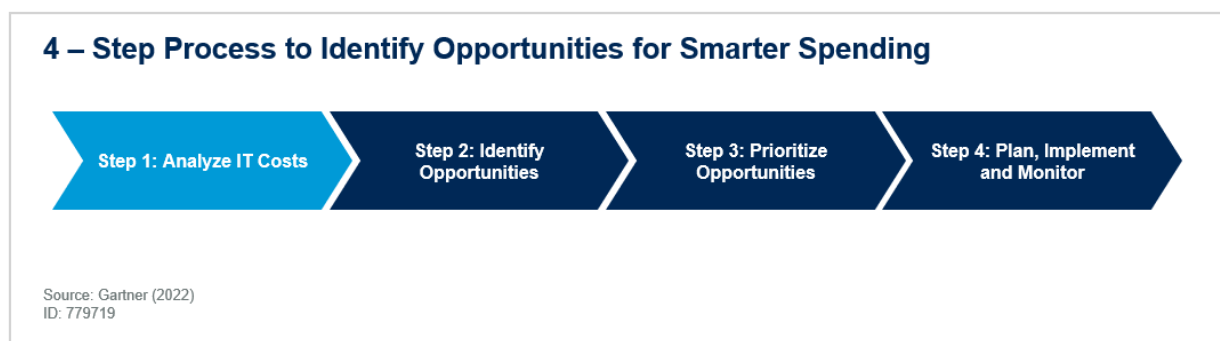 4 – Step Process to Identify Opportunities for Smarter Spending
Step 1: Analyze IT Costs
Step 2: Identify
Opportunities
Step 3: Prioritize
Opportunities
Step 4: Plan, Implement
and Monitor
Source: Gartner (2022)
ID: 779719